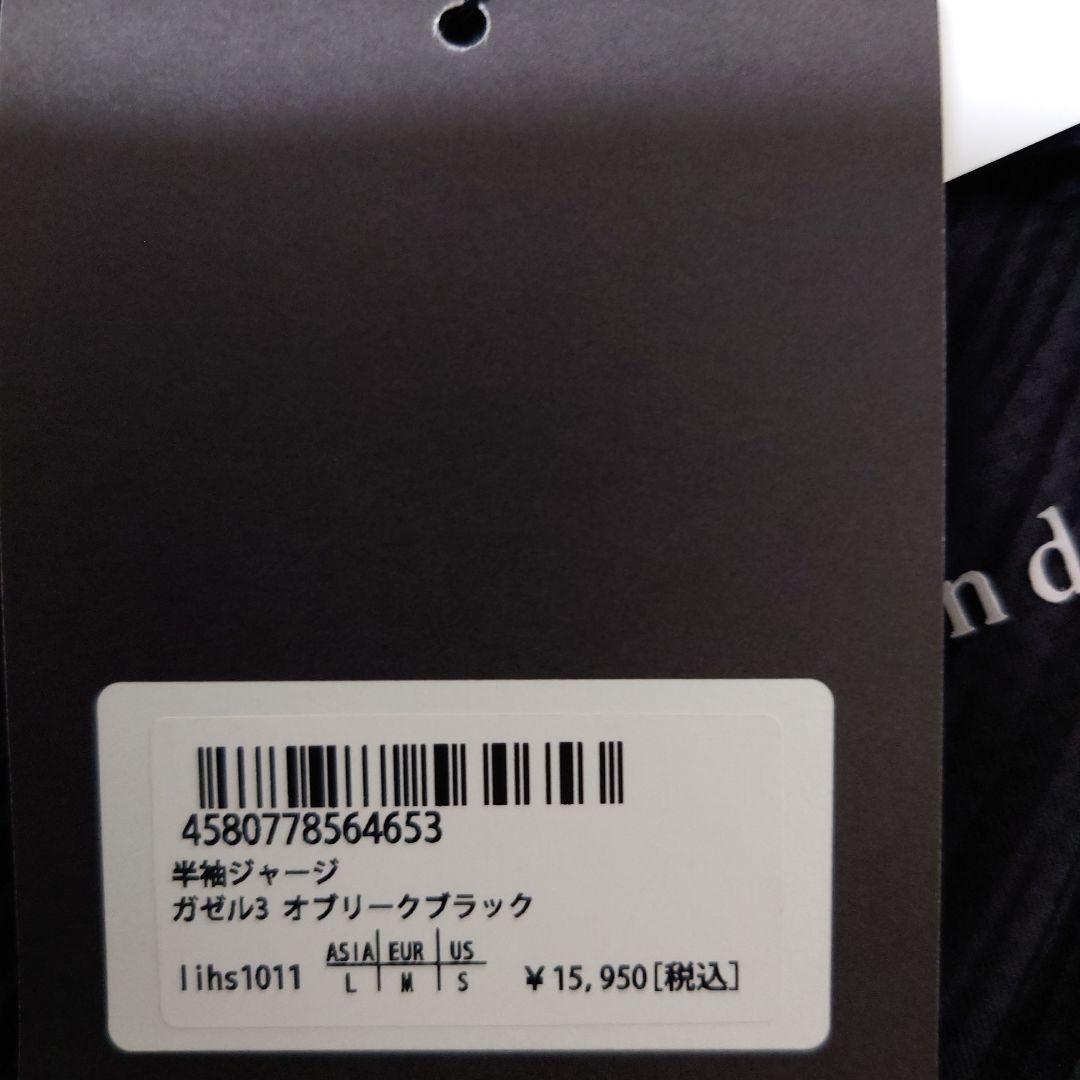 nd
4580778564653
半袖ジャージ
ガゼル3 オブリークブラック
lihs1011
ASIA EUR US
L M S
¥15,950[税込]